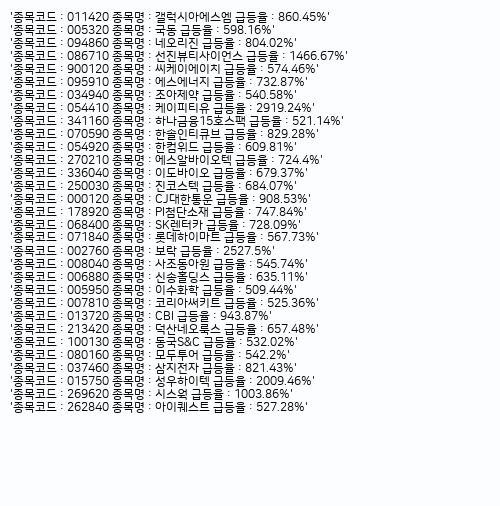 '종목코드 : 011420 종목명 : 갤럭시아에스엠 급등율 : 860.45%'
'종목코드 : 005320 종목명 : 국동 급등율 : 598.16%'
'종목코드 : 094860 종목명 : 네오리진 급등율 : 804.02%'
'종목코드 : 086710 종목명 : 선진뷰티사이언스 급등율 : 1466.67%'
'종목코드 : 900120 종목명 : 씨케이에이치 급등율 : 574.46%'
'종목코드 : 095910 종목명 : 에스에너지 급등율 : 732.87%'
'종목코드 : 034940 종목명 : 조아제약 급등율 : 540.58%'
'종목코드 : 054410 종목명 : 케이피티유 급등율 : 2919.24%'
'종목코드 : 341160 종목명 : 하나금융15호스팩 급등율 : 521.14%'
'종목코드 : 070590 종목명 : 한솔인티큐브 급등율 : 829.28%'
'종목코드 : 054920 종목명 : 한컴위드 급등율 : 609.81%'
'종목코드 : 270210 종목명 : 에스알바이오텍 급등율 : 724.4%'
'종목코드 : 336040 종목명 : 이도바이오 급등율 : 679.37%'
'종목코드 : 250030 종목명 : 진코스텍 급등율 : 684.07%'
'종목코드 : 000120 종목명 : CJ대한통운 급등율 : 908.53%'
'종목코드 : 178920 종목명 : PI첨단소재 급등율 : 747.84%'
'종목코드 : 068400 종목명 : SK렌터카 급등율 : 728.09%'
'종목코드 : 071840 종목명 : 롯데하이마트 급등율 : 567.73%'
'종목코드 : 002760 종목명 : 보락 급등율 : 2527.5%'
'종목코드 : 008040 종목명 : 사조동아원 급등율 : 545.74%'
'종목코드 : 006880 종목명 : 신송홀딩스 급등율 : 635.11%'
'종목코드 : 005950 종목명 : 이수화학 급등율 : 509.44%'
'종목코드 : 007810 종목명 : 코리아써키트 급등율 : 525.36%'
'종목코드 : 013720 종목명 : CBI 급등율 : 943.87%'
'종목코드 : 213420 종목명 : 덕산네오룩스 급등율 : 657.48%'
'종목코드 : 100130 종목명 : 동국S&C 급등율 : 532.02%'
'종목코드 : 080160 종목명 : 모두투어 급등율 : 542.2%'
'종목코드 : 037460 종목명 : 삼지전자 급등율 : 821.43%'
'종목코드 : 015750 종목명 : 성우하이텍 급등율 : 2009.46%'
'종목코드 : 269620 종목명 : 시스웍 급등율 : 1003.86%'
'종목코드 : 262840 종목명 : 아이퀘스트 급등율 : 527.28%'